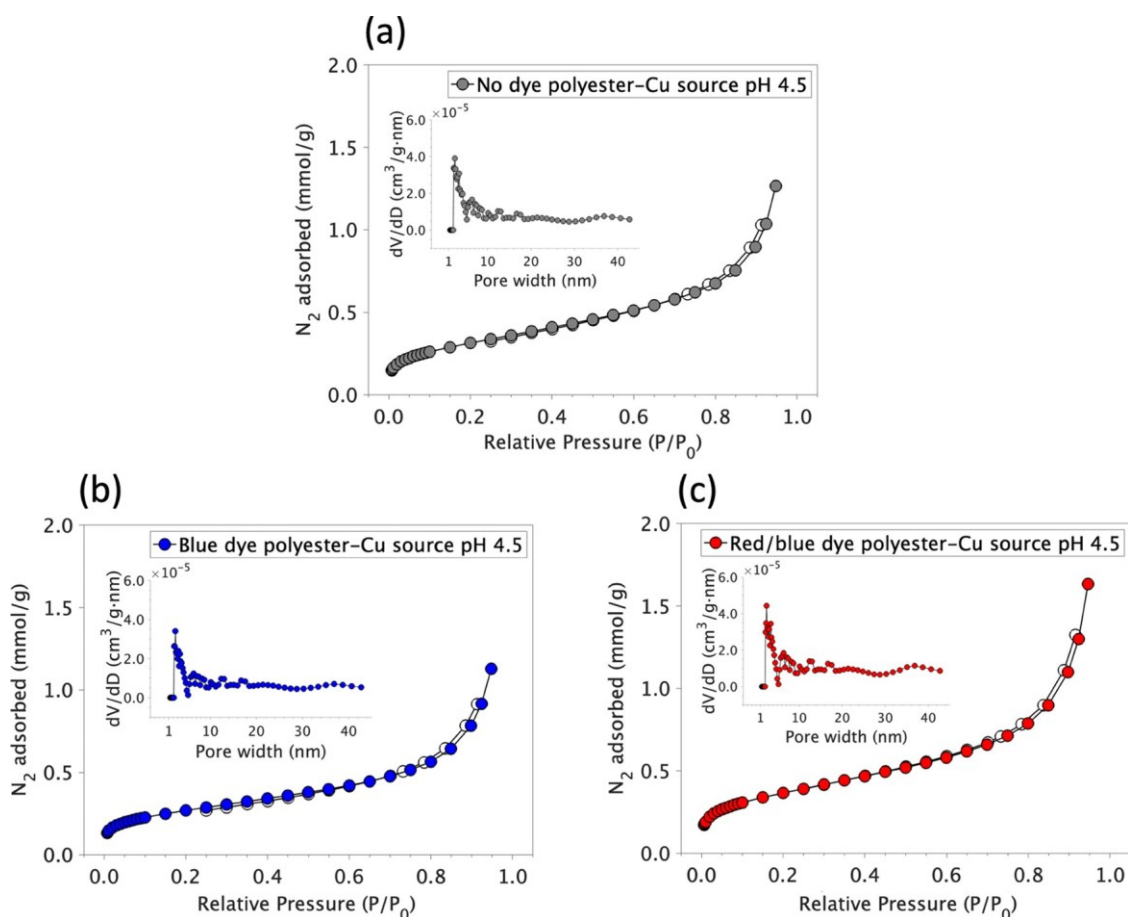 (a)
No dye polyester-Cu source pH 4.5
2.0
1.5
1.0
0.5
0.0
N2 adsorbed (mmol/g)
×10-5
6.0
4.0
2.0
0.0
dV/dD (cm3/g·nm)
1 10 20 30 40
Pore width (nm)
0.0 0.2 0.4 0.6 0.8 1.0
Relative Pressure (P/P0)
(b)
Blue dye polyester-Cu source pH 4.5
2.0
1.5
1.0
0.5
0.0
N2 adsorbed (mmol/g)
×10-5
6.0
4.0
2.0
0.0
dV/dD (cm3/g·nm)
1 10 20 30 40
Pore width (nm)
0.0 0.2 0.4 0.6 0.8 1.0
Relative Pressure (P/P0)
(c)
Red/blue dye polyester-Cu source pH 4.5
2.0
1.5
1.0
0.5
0.0
N2 adsorbed (mmol/g)
×10-5
6.0
4.0
2.0
0.0
dV/dD (cm3/g·nm)
1 10 20 30 40
Pore width (nm)
0.0 0.2 0.4 0.6 0.8 1.0
Relative Pressure (P/P0)